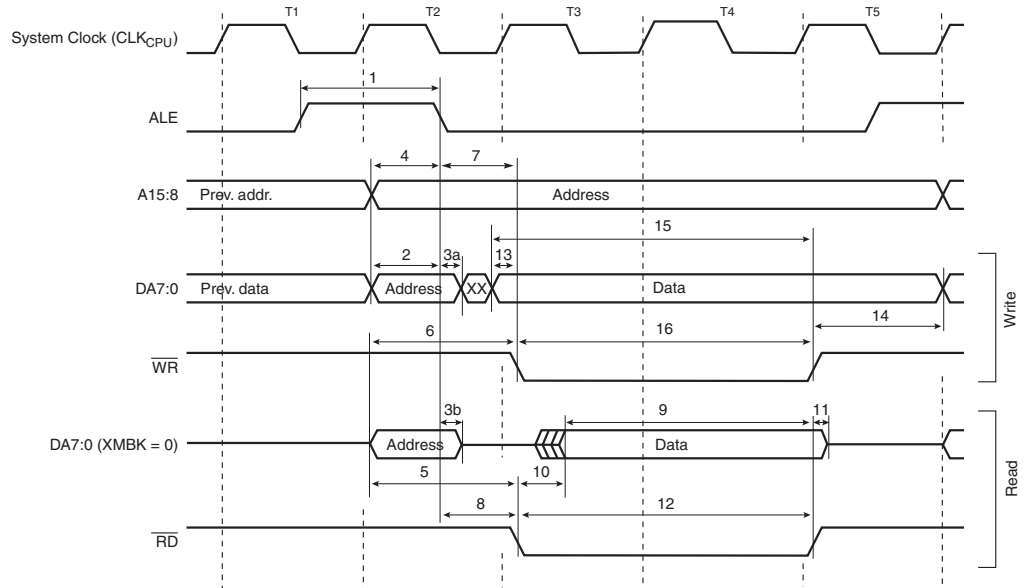 T1 T2 T3 T4 T5
System Clock (CLKCPU)
1
ALE
4 7
A15:8 Prev. addr. Address
15
2 3a 13
DA7:0 Prev. data Address XX Data
14
6 16
WR
Write
3b 9 11
DA7:0 (XMBK = 0) Address Data
5 10
8 12
RD
Read